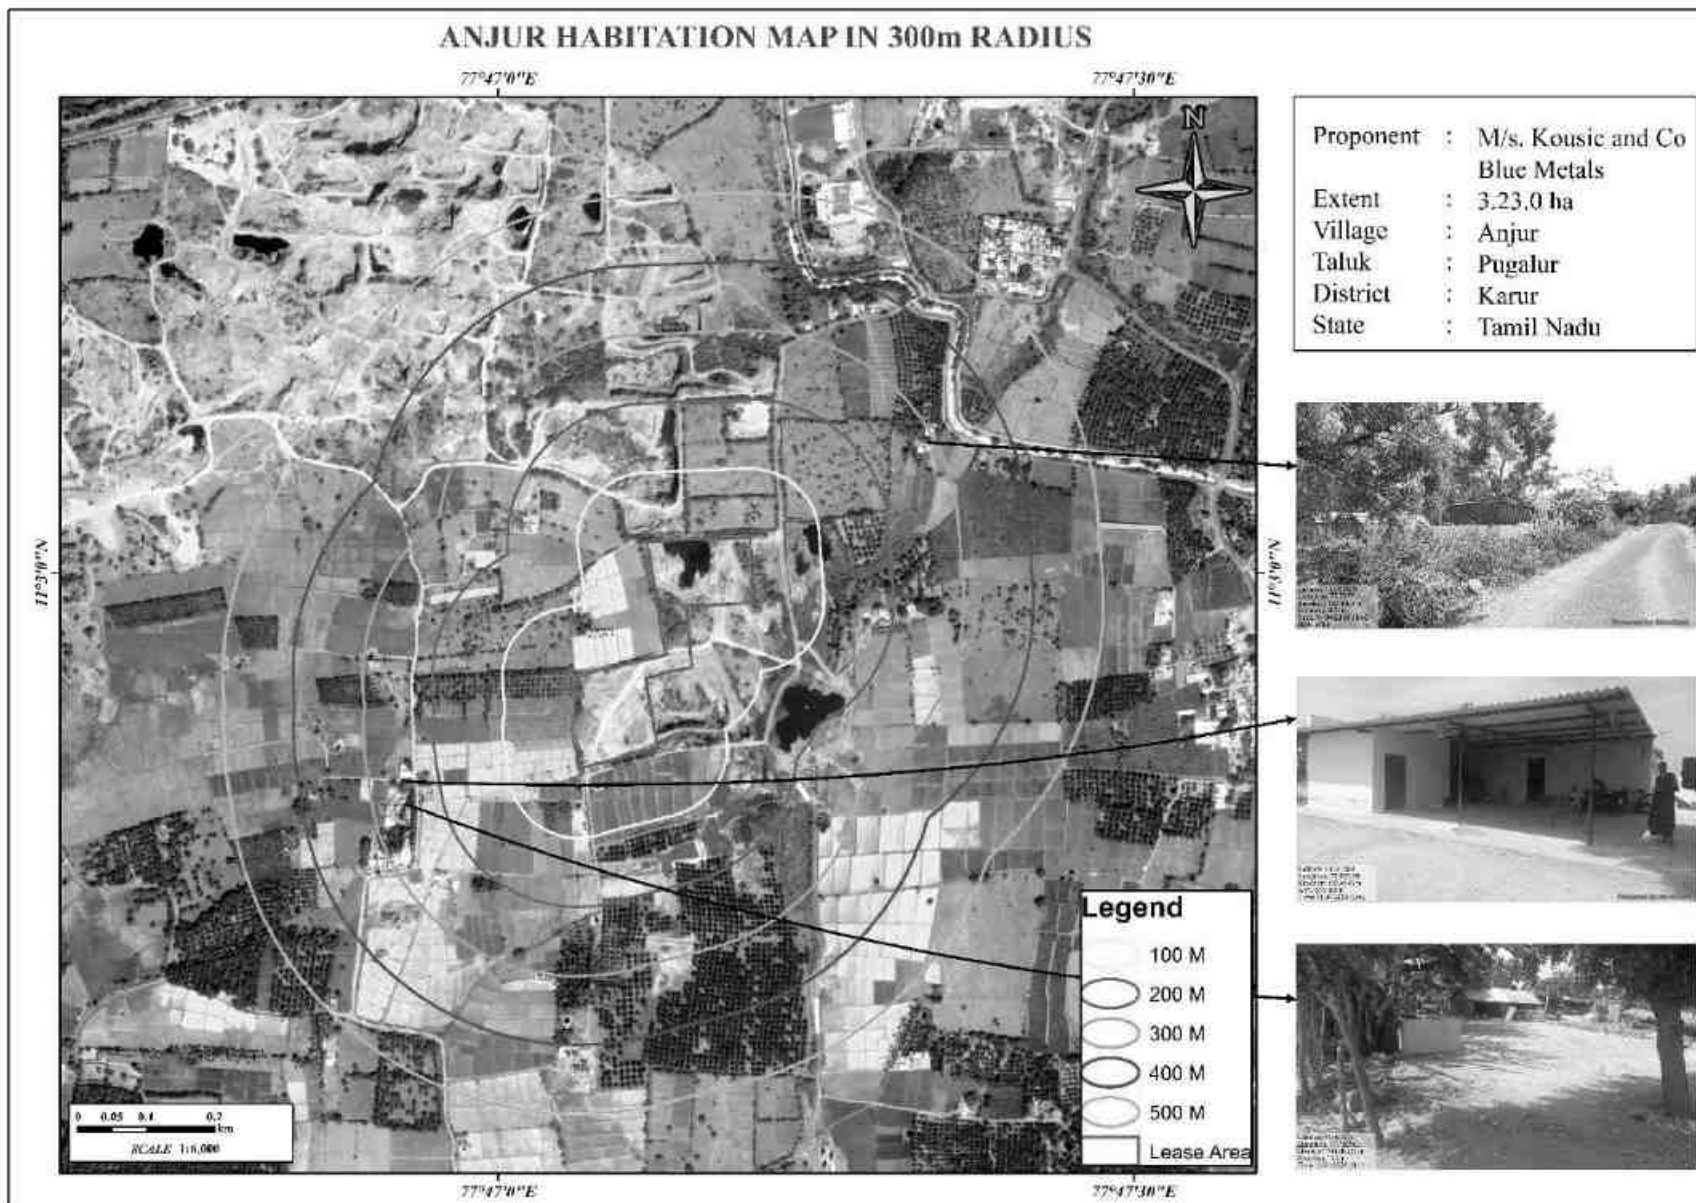 ANJUR HABITATION MAP IN 300m RADIUS
77°47'0"E
77°47'30"E
N
11°3'0"N
11°3'0"N
Proponent : M/s. Kousic and Co
Blue Metals
Extent : 3.23.0 ha
Village : Anjur
Taluk : Pugalur
District : Karur
State : Tamil Nadu
Legend
100 M
200 M
300 M
400 M
500 M
Lease Area
0 0.05 0.1 0.2
km
SCALE 1:6,000
77°47'0"E
77°47'30"E